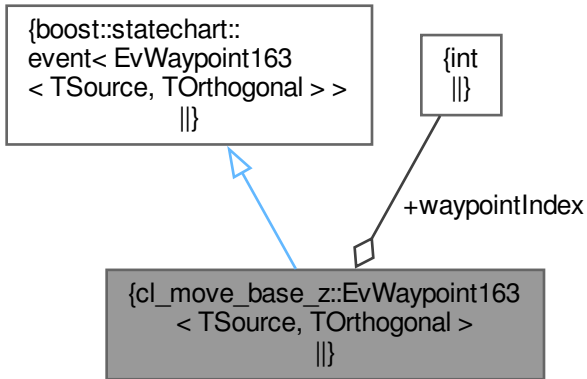 {boost::statechart::
event< EvWaypoint163
< TSource, TOrthogonal > >
||}
{int
||}
+waypointIndex
{cl_move_base_z::EvWaypoint163
< TSource, TOrthogonal >
||}